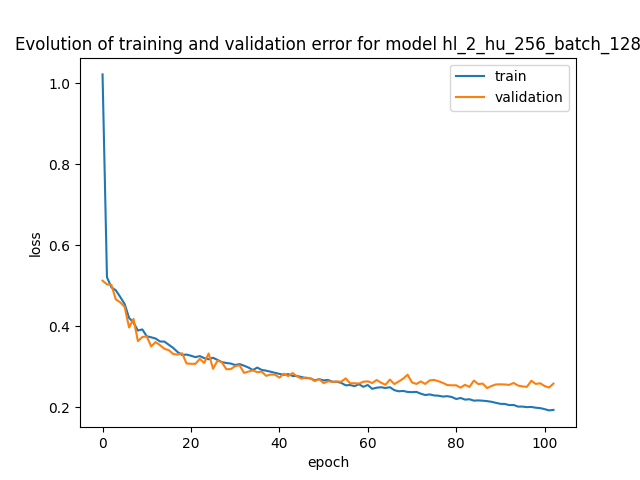 Evolution of training and validation error for model hl_2_hu_256_batch_128
train
validation
1.0
0.8
0.6
0.4
0.2
loss
0
20
40
60
80
100
epoch